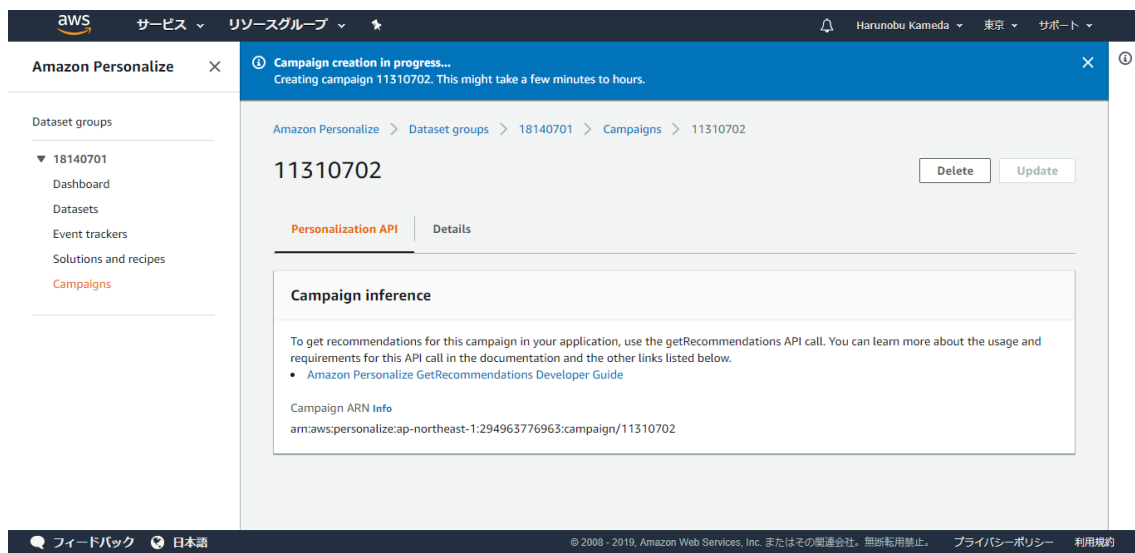 aws サービス リソースグループ Harunobu Kameda 東京 サポート
Amazon Personalize
Dataset groups
18140701
Dashboard
Datasets
Event trackers
Solutions and recipes
Campaigns
Campaign creation in progress...
Creating campaign 11310702. This might take a few minutes to hours.
Amazon Personalize > Dataset groups > 18140701 > Campaigns > 11310702
11310702
Delete Update
Personalization API Details
Campaign inference
To get recommendations for this campaign in your application, use the getRecommendations API call. You can learn more about the usage and
requirements for this API call in the documentation and the other links listed below.
• Amazon Personalize GetRecommendations Developer Guide
Campaign ARN Info
arn:aws:personalize:ap-northeast-1:294963776963:campaign/11310702
フィードバック 日本語 © 2008 - 2019, Amazon Web Services, Inc. またはその関連会社。無断転用禁止。 プライバシーポリシー 利用規約